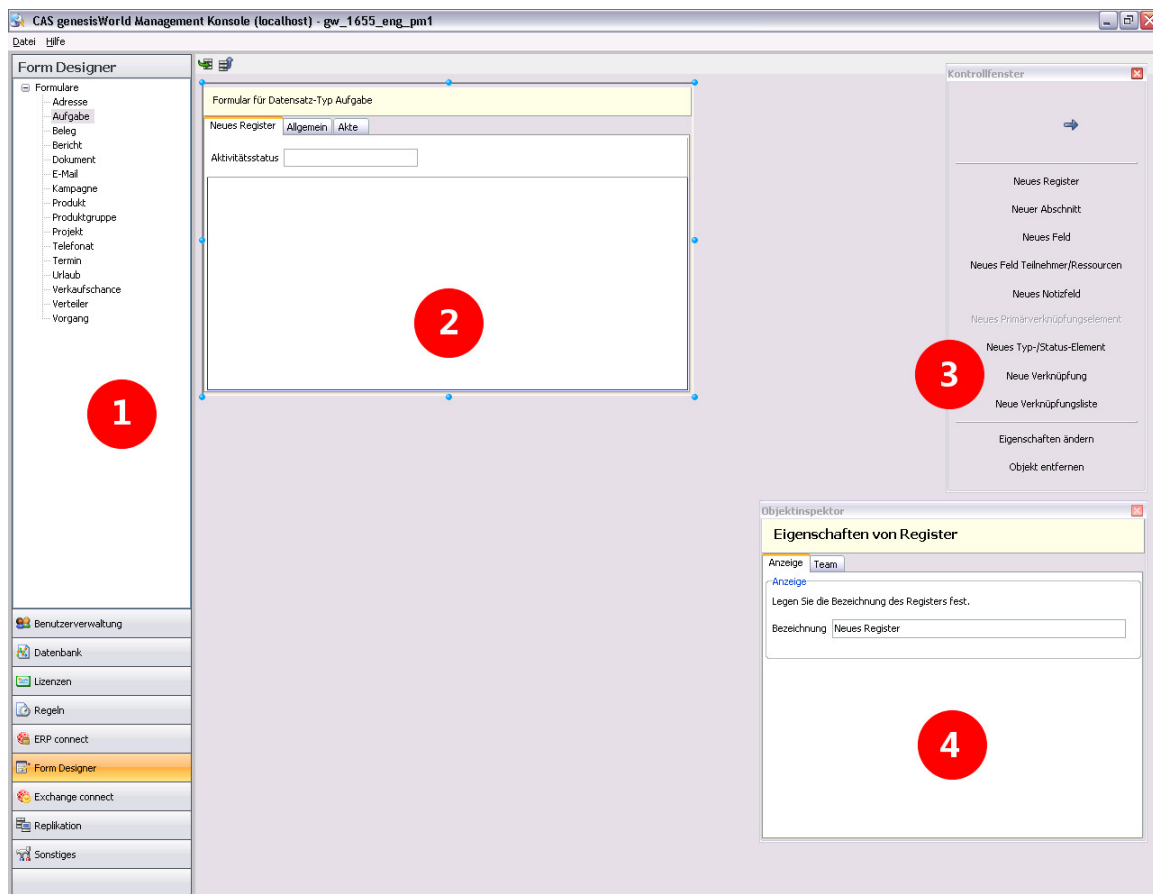 CAS genesisWorld Management Konsole (localhost) - gw_1655_eng_pm1
Datei Hilfe
Form Designer
Formulare
Adresse
Aufgabe
Beleg
Bericht
Dokument
E-Mail
Kampagne
Produkt
Produktgruppe
Projekt
Telefonat
Termin
Urlaub
Verkaufschance
Verteiler
Vorgang
1
Benutzerverwaltung
Datenbank
Lizenzen
Regeln
ERP connect
Form Designer
Exchange connect
Replikation
Sonstiges
Formular für Datensatz-Typ Aufgabe
Neues Register Allgemein Akte
Aktivitätsstatus
2
Kontrollfenster
Neues Register
Neuer Abschnitt
Neues Feld
Neues Feld Teilnehmer/Ressourcen
Neues Notizfeld
Neues Primärverknüpfungselement
Neues Typ-/Status-Element
Neue Verknüpfung
Neue Verknüpfungsliste
3
Eigenschaften ändern
Objekt entfernen
Objektinspektor
Eigenschaften von Register
Anzeige Team
Anzeige
Legen Sie die Bezeichnung des Registers fest.
Bezeichnung Neues Register
4